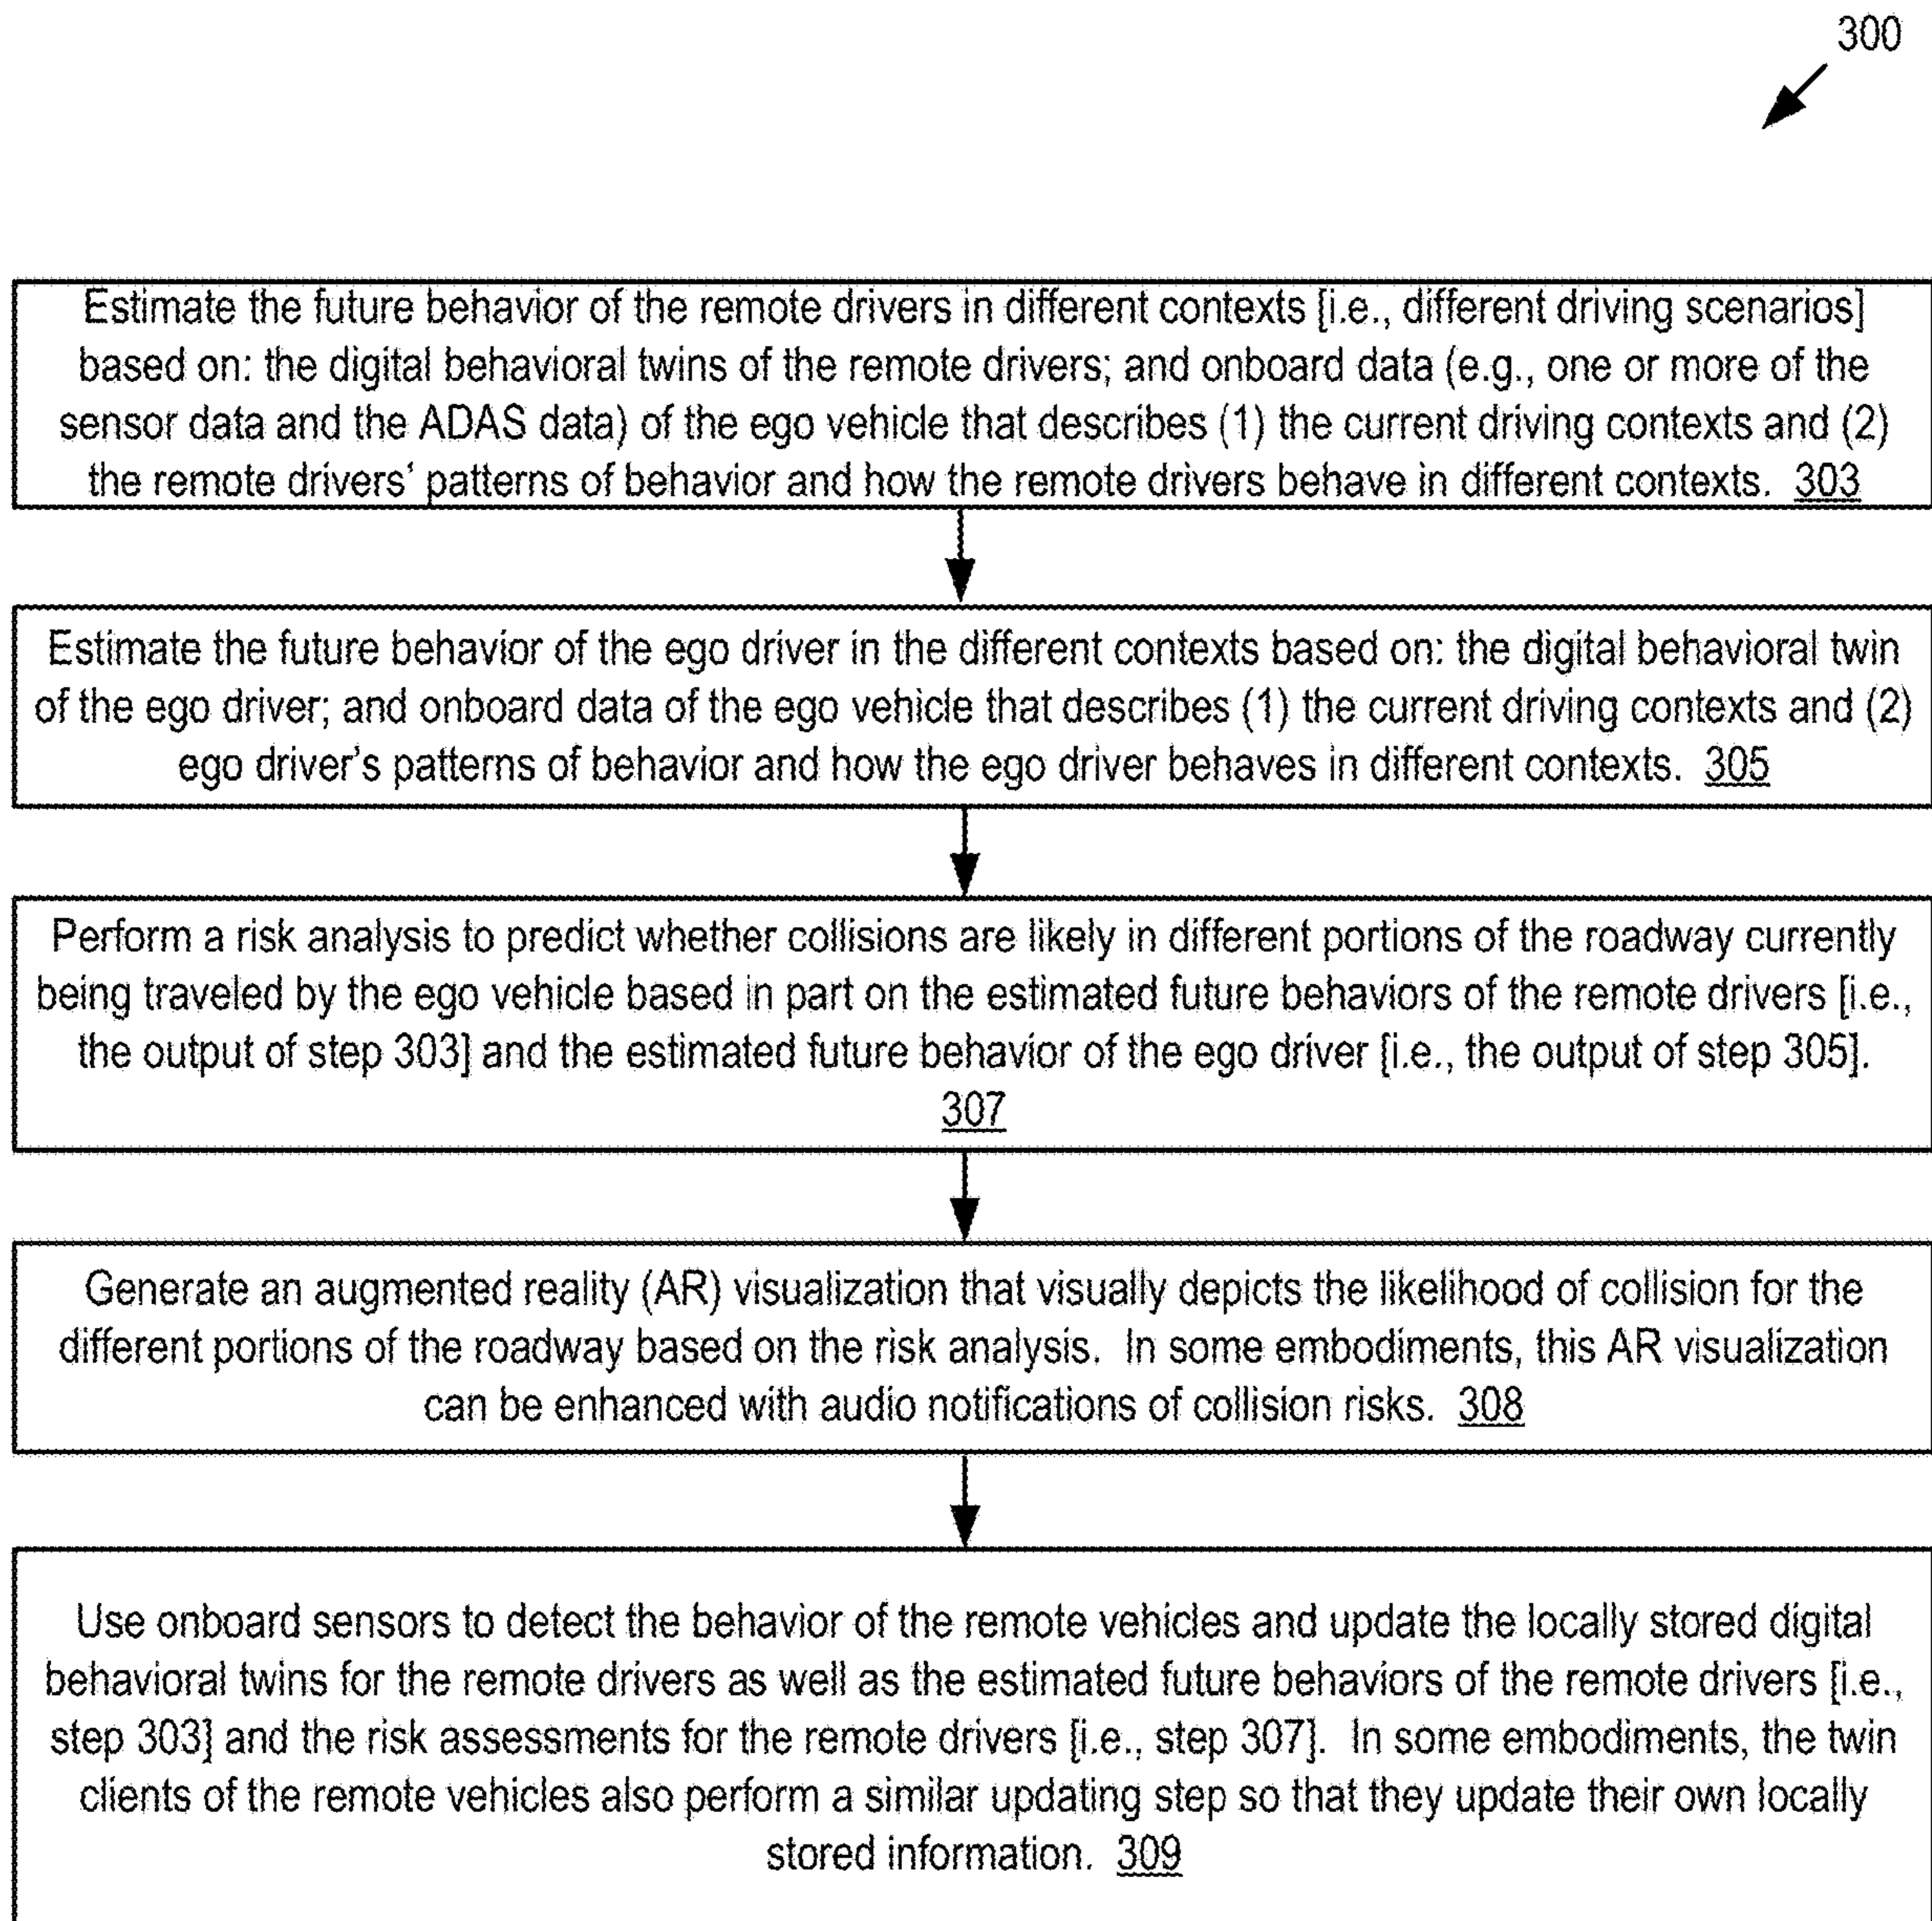 300
Estimate the future behavior of the remote drivers in different contexts [i.e., different driving scenarios]
based on: the digital behavioral twins of the remote drivers; and onboard data (e.g., one or more of the
sensor data and the ADAS data) of the ego vehicle that describes (1) the current driving contexts and (2)
the remote drivers' patterns of behavior and how the remote drivers behave in different contexts. 303
Estimate the future behavior of the ego driver in the different contexts based on: the digital behavioral twin
of the ego driver; and onboard data of the ego vehicle that describes (1) the current driving contexts and (2)
ego driver's patterns of behavior and how the ego driver behaves in different contexts. 305
Perform a risk analysis to predict whether collisions are likely in different portions of the roadway currently
being traveled by the ego vehicle based in part on the estimated future behaviors of the remote drivers [i.e.,
the output of step 303] and the estimated future behavior of the ego driver [i.e., the output of step 305].
307
Generate an augmented reality (AR) visualization that visually depicts the likelihood of collision for the
different portions of the roadway based on the risk analysis. In some embodiments, this AR visualization
can be enhanced with audio notifications of collision risks. 308
Use onboard sensors to detect the behavior of the remote vehicles and update the locally stored digital
behavioral twins for the remote drivers as well as the estimated future behaviors of the remote drivers [i.e.,
step 303] and the risk assessments for the remote drivers [i.e., step 307]. In some embodiments, the twin
clients of the remote vehicles also perform a similar updating step so that they update their own locally
stored information. 309